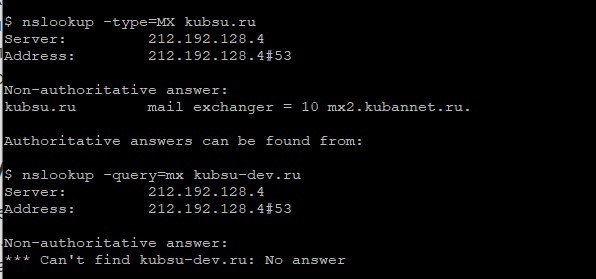 $ nslookup -type=MX kubsu.ru
Server:         212.192.128.4
Address:        212.192.128.4#53
Non-authoritative answer:
kubsu.ru        mail exchanger = 10 mx2.kubannet.ru.
Authoritative answers can be found from:
$ nslookup -query=mx kubsu-dev.ru
Server:         212.192.128.4
Address:        212.192.128.4#53
Non-authoritative answer:
*** Can't find kubsu-dev.ru: No answer